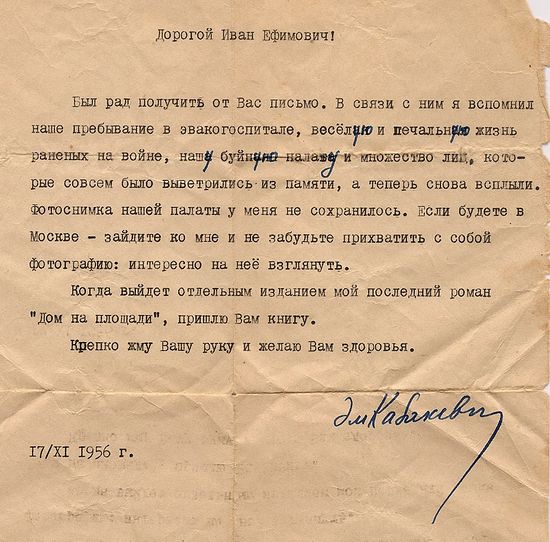 Дорогой Иван Ефимович!
Был рад получить от Вас письмо. В связи с ним я вспомнил
наше пребывание в эвакогоспитале, весёлую и печальную жизнь
раненых на войне, нашу буйную палату и множество лиц, кото-
рые совсем было выветрились из памяти, а теперь снова всплыли.
Фотоснимка нашей палаты у меня не сохранилось. Если будете в
Москве - зайдите ко мне и не забудьте прихватить с собой
фотографию: интересно на неё взглянуть.
Когда выйдет отдельным изданием мой последний роман
"Дом на площади", пришлю Вам книгу.
Крепко жму Вашу руку и желаю Вам здоровья.
Эм Казакевич
17/XI 1956 г.